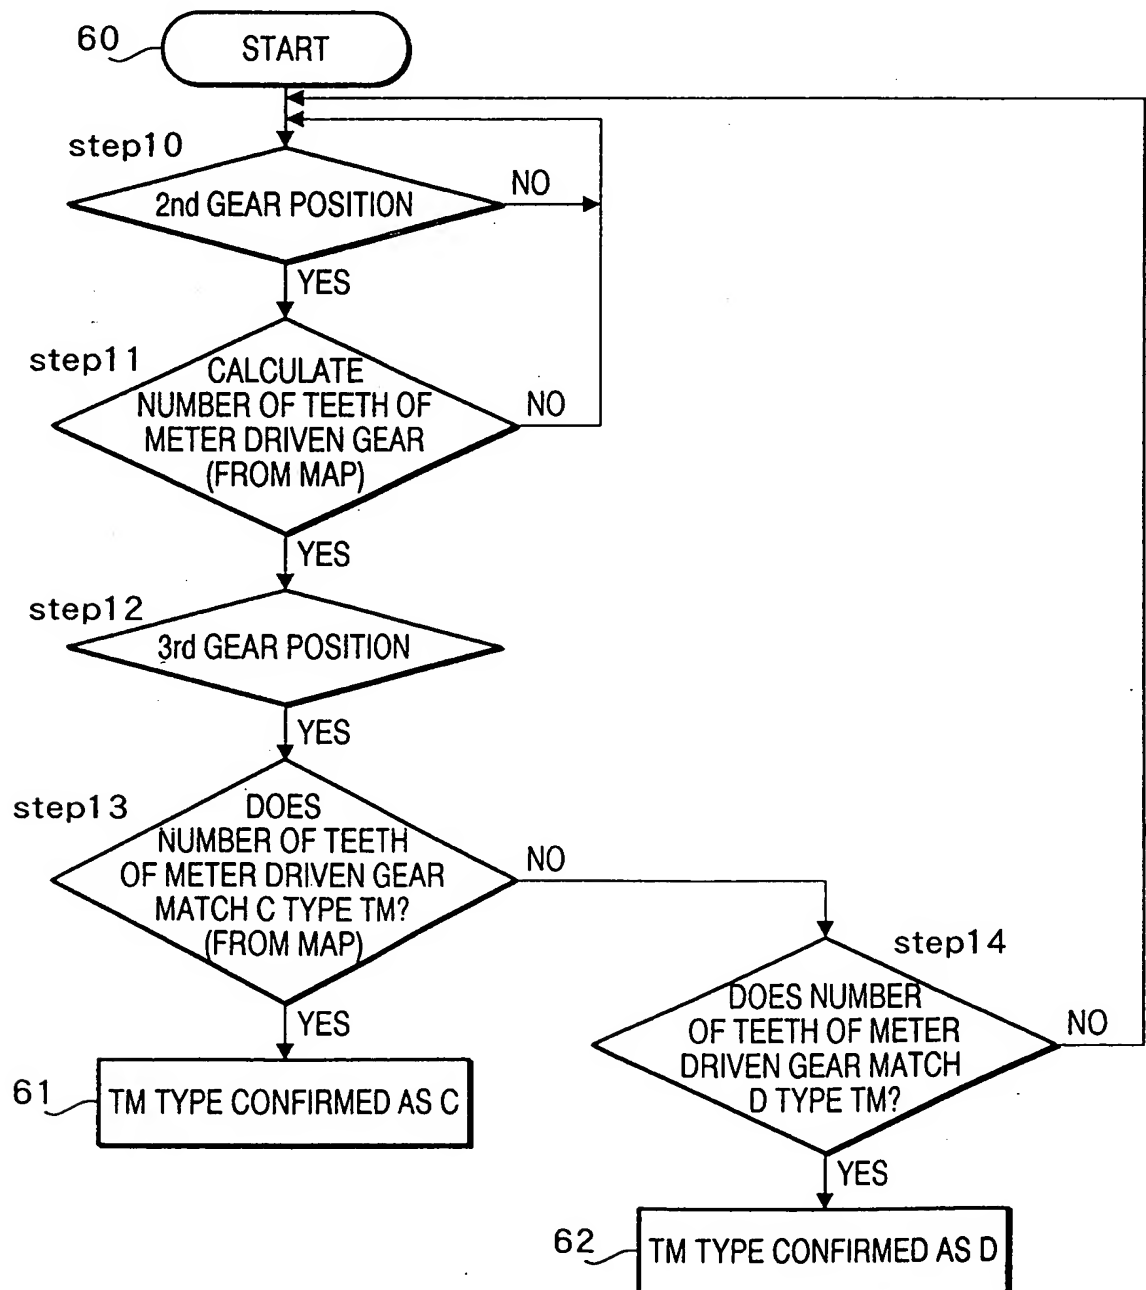 60
START
step10
2nd GEAR POSITION
NO
YES
step11
CALCULATE
NUMBER OF TEETH OF
METER DRIVEN GEAR
(FROM MAP)
NO
YES
step12
3rd GEAR POSITION
YES
step13
DOES
NUMBER OF TEETH
OF METER DRIVEN GEAR
MATCH C TYPE TM?
(FROM MAP)
NO
YES
step14
DOES NUMBER
OF TEETH OF METER
DRIVEN GEAR MATCH
D TYPE TM?
NO
YES
61
TM TYPE CONFIRMED AS C
62
TM TYPE CONFIRMED AS D